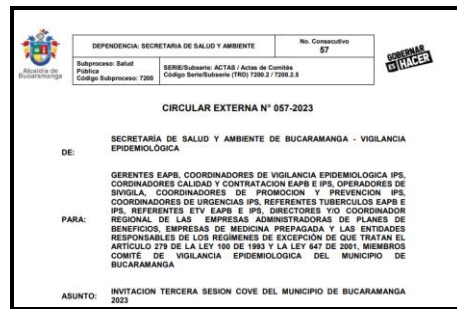 Alcaldía de
Bucaramanga
DEPENDENCIA: SECRETARIA DE SALUD Y AMBIENTE
No. Consecutivo
57
Subproceso: Salud
Pública
Código Subproceso: 7200
SERIE/Subserie: ACTAS / Actas de Comités
Código Serie/Subserie (TRD) 7200.2 / 7200.2.5
GOBERNAR
ES HACER
CIRCULAR EXTERNA N° 057-2023
DE:
SECRETARÍA DE SALUD Y AMBIENTE DE BUCARAMANGA - VIGILANCIA
EPIDEMIOLÓGICA
PARA:
GERENTES EAPB, COORDINADORES DE VIGILANCIA EPIDEMIOLOGICA IPS,
CORDINADORES CALIDAD Y CONTRATACION EAPB E IPS, OPERADORES DE
SIVIGILA, COORDINADORES DE PROMOCION Y PREVENCION IPS,
COORDINADORES DE URGENCIAS IPS, REFERENTES TUBERCULOS EAPB E
IPS, REFERENTES ETV EAPB E IPS, DIRECTORES Y/O COORDINADOR
REGIONAL DE LAS EMPRESAS ADMINISTRADORAS DE PLANES DE
BENEFICIOS, EMPRESAS DE MEDICINA PREPAGADA Y LAS ENTIDADES
RESPONSABLES DE LOS REGÍMENES DE EXCEPCIÓN DE QUE TRATAN EL
ARTÍCULO 279 DE LA LEY 100 DE 1993 Y LA LEY 647 DE 2001, MIEMBROS
COMITÉ DE VIGILANCIA EPIDEMIOLOGICA DEL MUNICIPIO DE
BUCARAMANGA
ASUNTO:
INVITACION TERCERA SESION COVE DEL MUNICIPIO DE BUCARAMANGA
2023